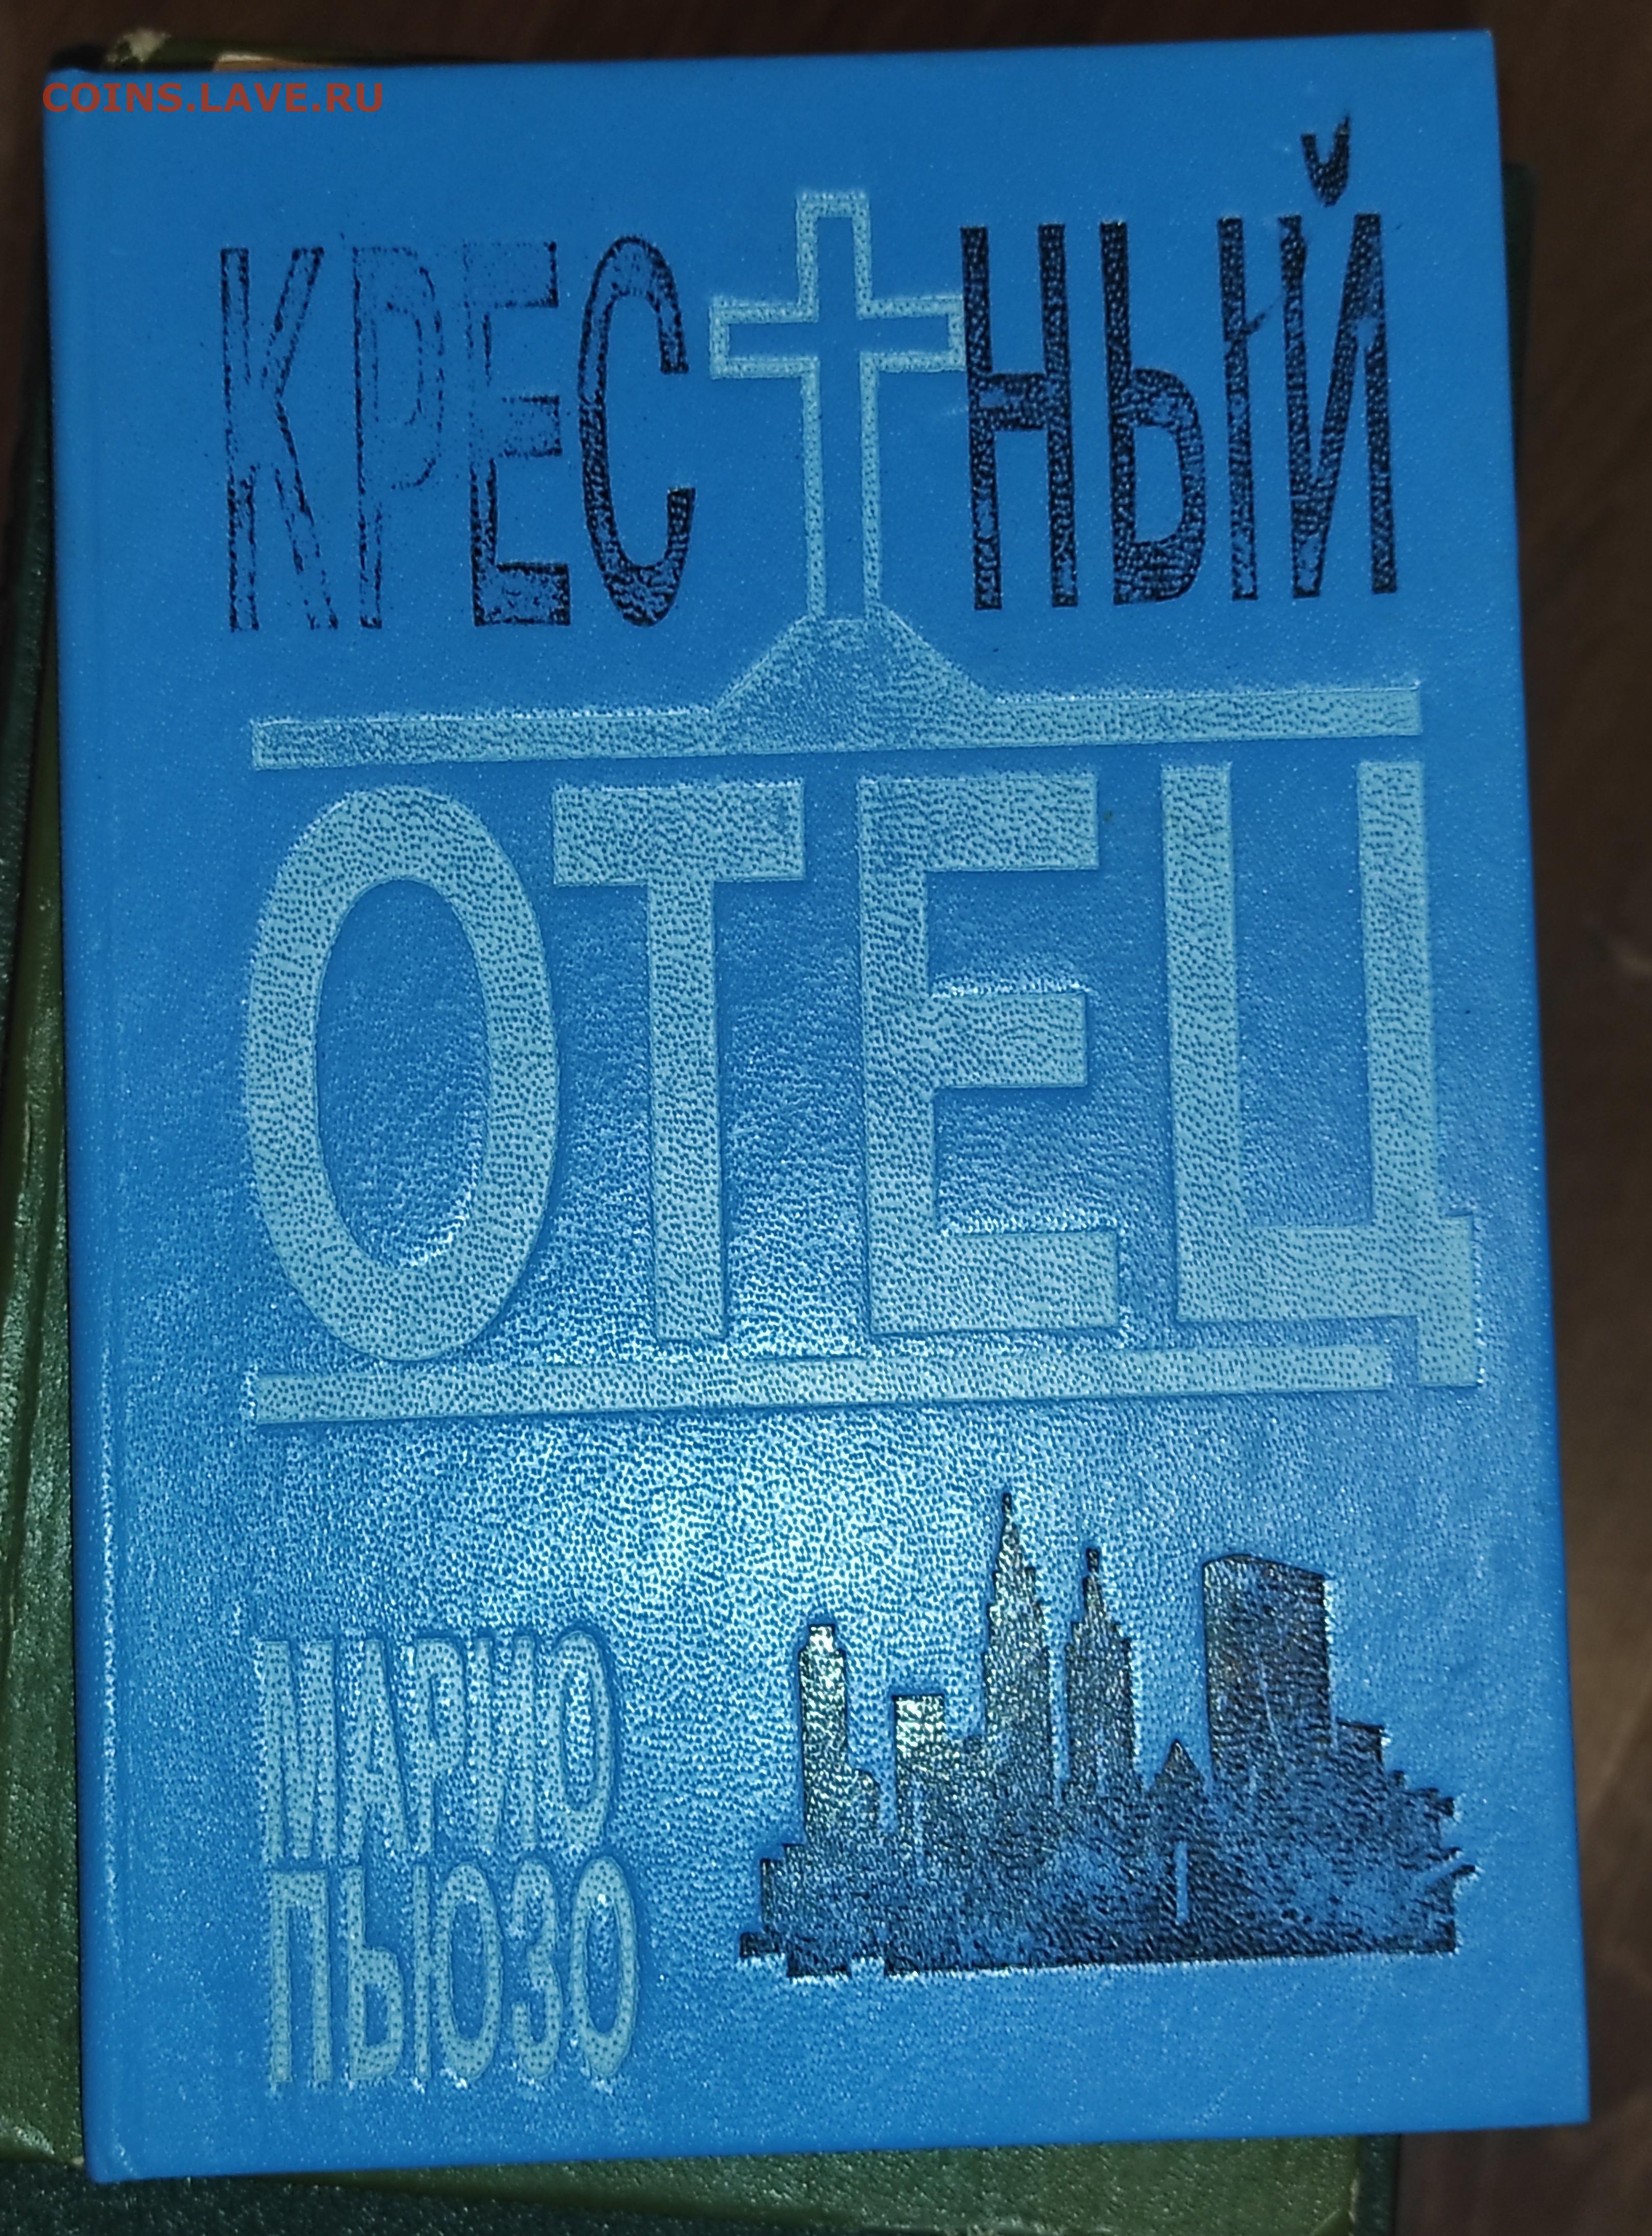 COINS.LAVE.RU
КРЕСТНЫЙ
ОТЕЦ
МАРИО
ПЬЮЗО